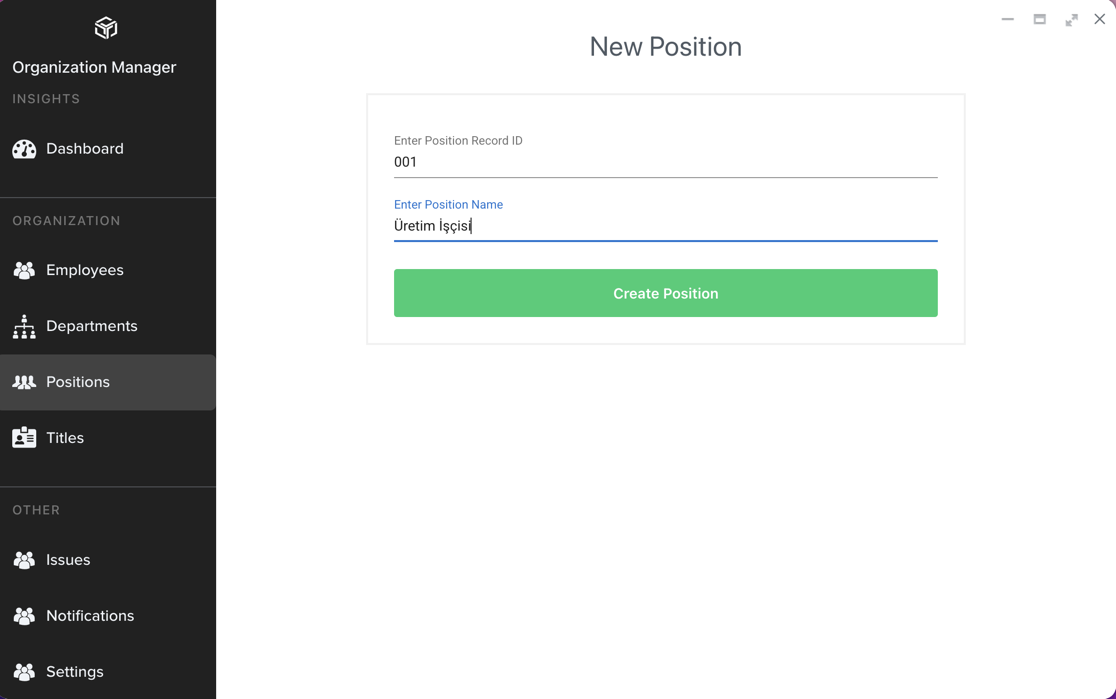 Organization Manager
INSIGHTS
Dashboard
ORGANIZATION
Employees
Departments
Positions
Titles
OTHER
Issues
Notifications
Settings
New Position
Enter Position Record ID
001
Enter Position Name
Üretim İşçisi
Create Position